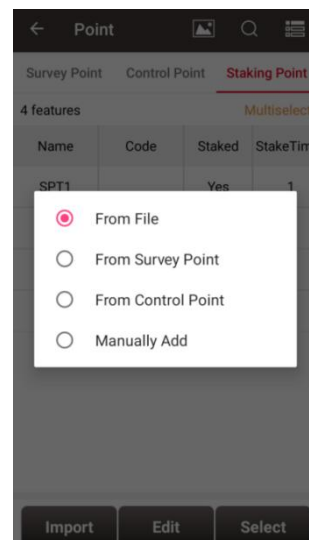 Point
Survey Point Control Point Staking Point
4 features Multiselect
Name Code Staked StakeTim
SPT1 Yes 1
From File
From Survey Point
From Control Point
Manually Add
Import Edit Select